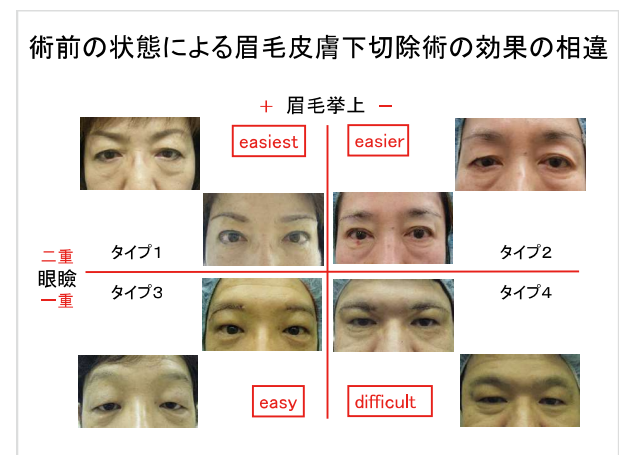 術前の状態による眉毛皮膚下切除術の効果の相違
+ 眉毛挙上 −
easiest
easier
二重
タイプ1
タイプ2
眼瞼
一重
タイプ3
タイプ4
easy
difficult